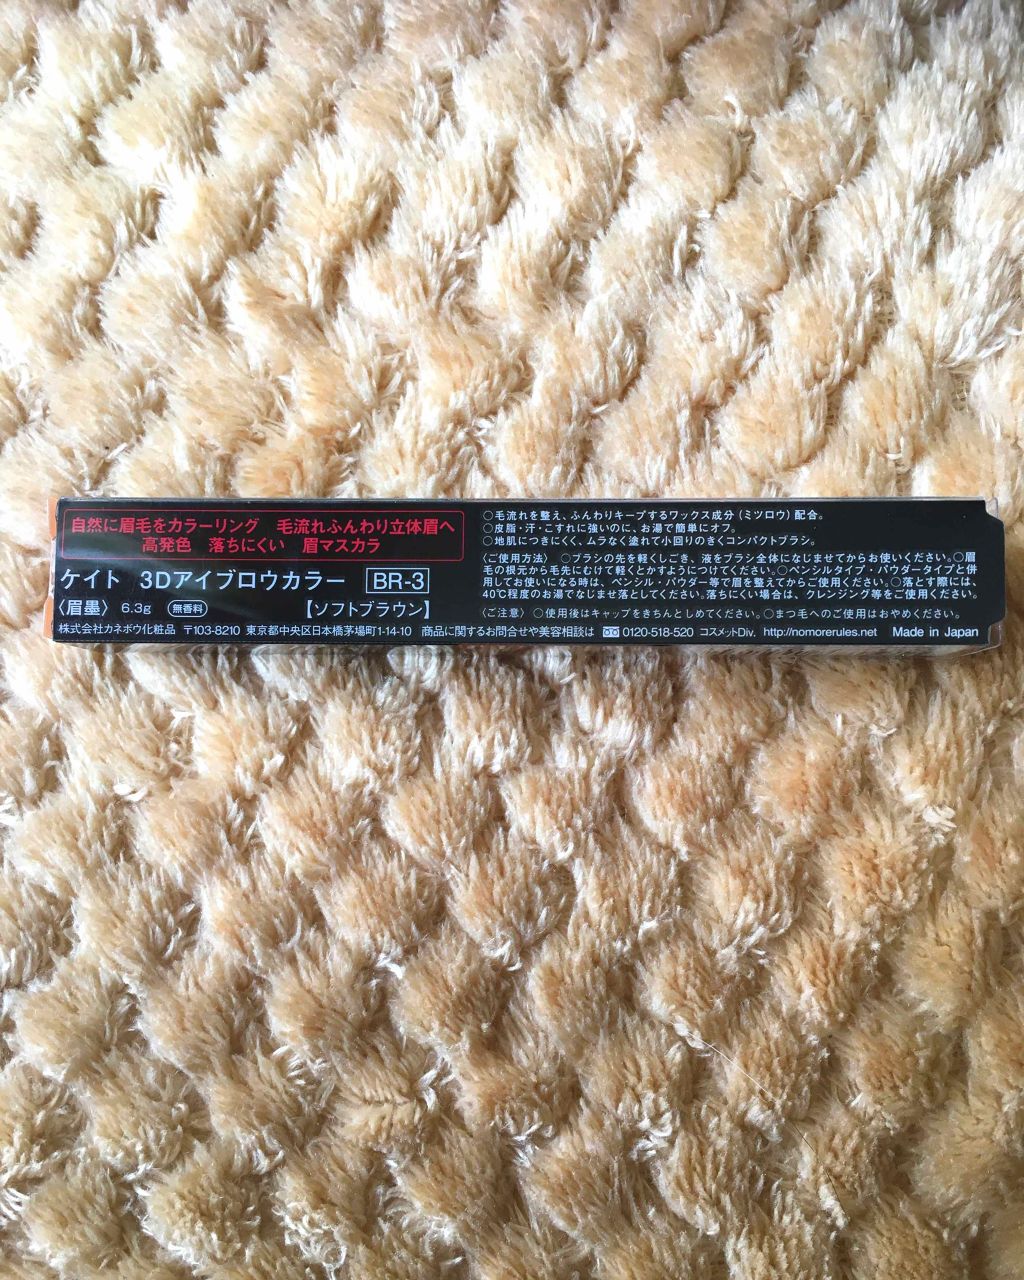 自然に眉毛をカラーリング 毛流れふんわり立体眉へ
高発色 落ちにくい 眉マスカラ
ケイト 3Dアイブロウカラー BR-3
〈眉墨〉 6.3g 無香料 【ソフトブラウン】
○毛流れを整え、ふんわりキープするワックス成分（ミツロウ）配合。
○皮脂・汗・こすれに強いのに、お湯で簡単にオフ。
○地肌につきにくく、ムラなく塗れて小回りのきくコンパクトブラシ。
〈ご使用方法〉 ○ブラシの先を軽くしごき、液をブラシ全体になじませてからお使いください。○眉
毛の根元から毛先にむけて軽くとかすようにつけてください。○ペンシルタイプ・パウダータイプと併
用してお使いになる時は、ペンシル・パウダー等で眉を整えてからご使用ください。○落とす際には、
40℃程度のお湯でなじませ落としてください。落ちにくい場合は、クレンジング等をご使用ください。
〈ご注意〉 ○使用後はキャップをきちんとしめてください。○まつ毛へのご使用はおやめください。
株式会社カネボウ化粧品 〒103-8210 東京都中央区日本橋茅場町1-14-10 商品に関するお問合せや美容相談は 0120-518-520 コスメットDiv. http://nomorerules.net Made in Japan